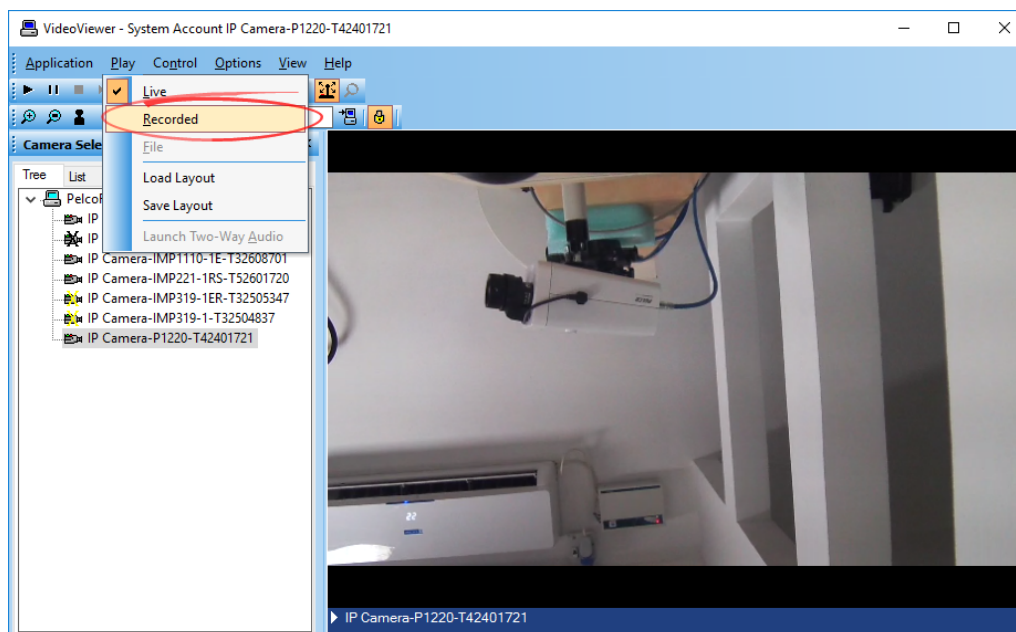 VideoViewer - System Account IP Camera-P1220-T42401721
Application Play Control Options View Help
Live
Recorded
File
Load Layout
Save Layout
Launch Two-Way Audio
Camera Sele
Tree List
Pelco
IP
IP
IP Camera-IMP1110-1E-T32608701
IP Camera-IMP221-1RS-T52601720
IP Camera-IMP319-1ER-T32505347
IP Camera-IMP319-1-T32504837
IP Camera-P1220-T42401721
22
IP Camera-P1220-T42401721